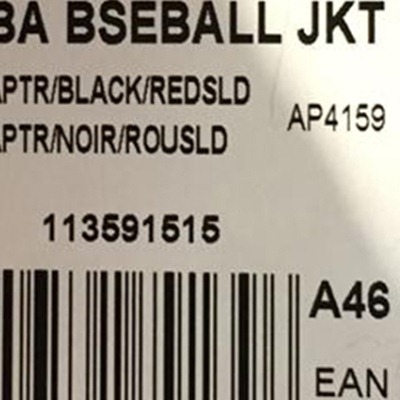 BA BSEBALL JKT
APTR/BLACK/REDSLD
AP4159
APTR/NOIR/ROUSLD
113591515
A46
EAN